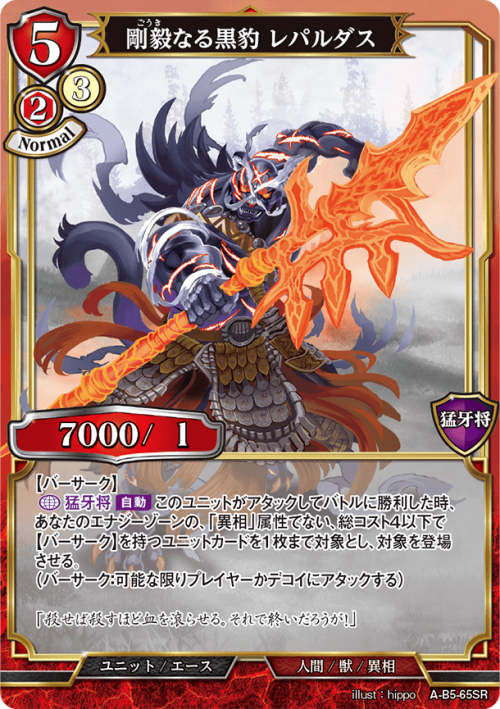 ごうき
剛毅なる黒豹 レパルダス
5
2
3
Normal
猛牙将
7000/ 1
【バーサーク】
猛牙将 自動 このユニットがアタックしてバトルに勝利した時、
あなたのエナジーゾーンの、「異相」属性でない、総コスト4以下で
【バーサーク】を持つユニットカードを1枚まで対象とし、対象を登場
させる。
(バーサーク:可能な限りプレイヤーかデコイにアタックする)
「殺せば殺すほど血を滾らせる。それで終いだろうが!」
ユニット / エース
人間 / 獣 / 異相
illust：hippo A-B5-65SR